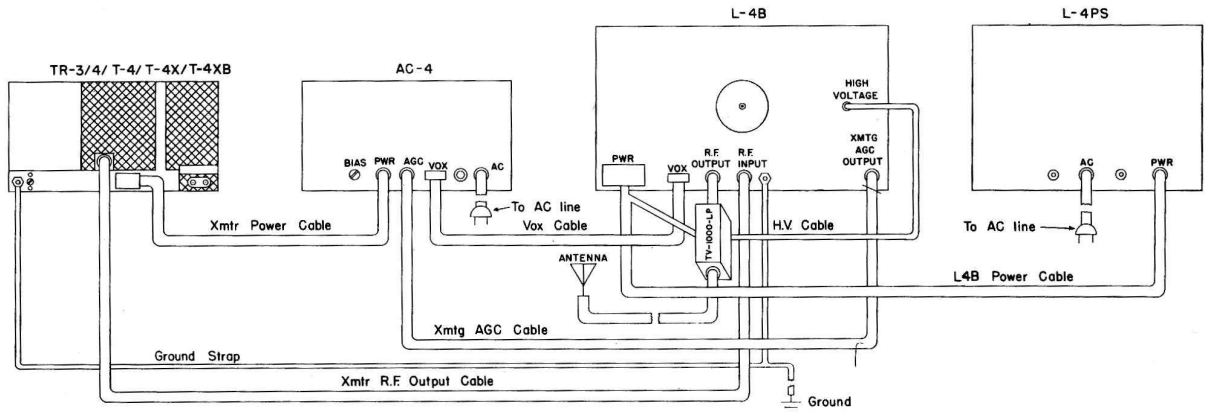 TR-3/4/ T-4/ T-4X/T-4XB
AC-4
L-4B
L-4PS
BIAS
PWR
AGC
VOX
AC
To AC line
PWR
VOX
R.F.
OUTPUT
R.F.
INPUT
HIGH
VOLTAGE
XMTG
AGC
OUTPUT
AC
PWR
To AC line
Xmtr Power Cable
Vox Cable
TV-1000-LP
H.V. Cable
ANTENNA
L4B Power Cable
Xmtg AGC Cable
Ground Strap
Xmtr R.F. Output Cable
Ground